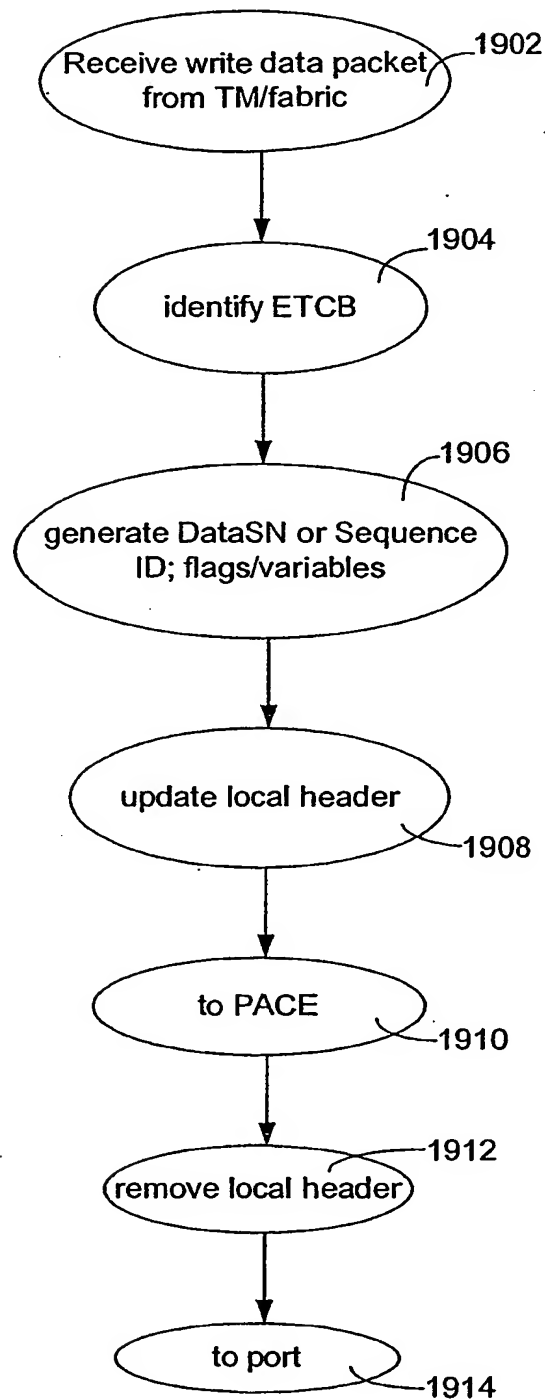 1902
Receive write data packet
from TM/fabric
1904
identify ETCB
1906
generate DataSN or Sequence
ID; flags/variables
update local header
1908
to PACE
1910
1912
remove local header
to port
1914